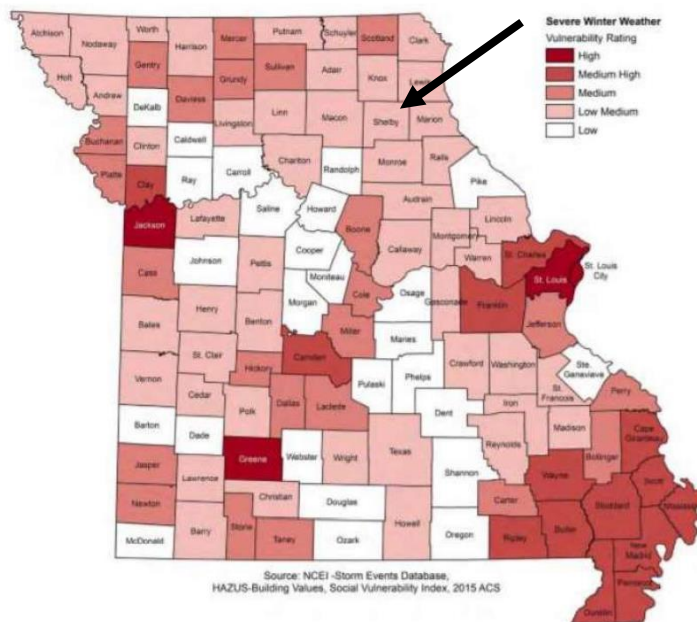 Severe Winter Weather
Vulnerability Rating
High
Medium High
Medium
Low Medium
Low
Atchison
Nodaway
Worth
Harrison
Mercer
Putnam
Schuyler
Scotland
Clark
Gentry
Sullivan
Adair
Knox
Lewis
Holt
Andrew
DeKalb
Daviess
Grundy
Linn
Macon
Shelby
Marion
Buchanan
Clinton
Caldwell
Livingston
Chariton
Randolph
Monroe
Ralls
Pike
Platte
Clay
Ray
Carroll
Saline
Howard
Boone
Audrain
Lincoln
Jackson
Lafayette
Cooper
Callaway
Montgomery
Warren
St. Charles
St. Louis
St. Louis
City
Cass
Johnson
Pettis
Moniteau
Cole
Osage
Gasconade
Franklin
Jefferson
Bates
Henry
Benton
Morgan
Miller
Maries
Camden
St. Clair
Hickory
Pulaski
Phelps
Crawford
Washington
Ste.
Genevieve
St.
Francois
Perry
Vernon
Cedar
Polk
Dallas
Laclede
Dent
Iron
Madison
Cape
Girardeau
Barton
Dade
Greene
Webster
Wright
Texas
Reynolds
Bollinger
Jasper
Lawrence
Shannon
Wayne
Scott
Newton
Christian
Douglas
Carter
Stoddard
Mississippi
McDonald
Barry
Stone
Taney
Ozark
Howell
Oregon
Ripley
Butler
New
Madrid
Pemiscot
Dunklin
Source: NCEI -Storm Events Database,
HAZUS-Building Values, Social Vulnerability Index, 2015 ACS